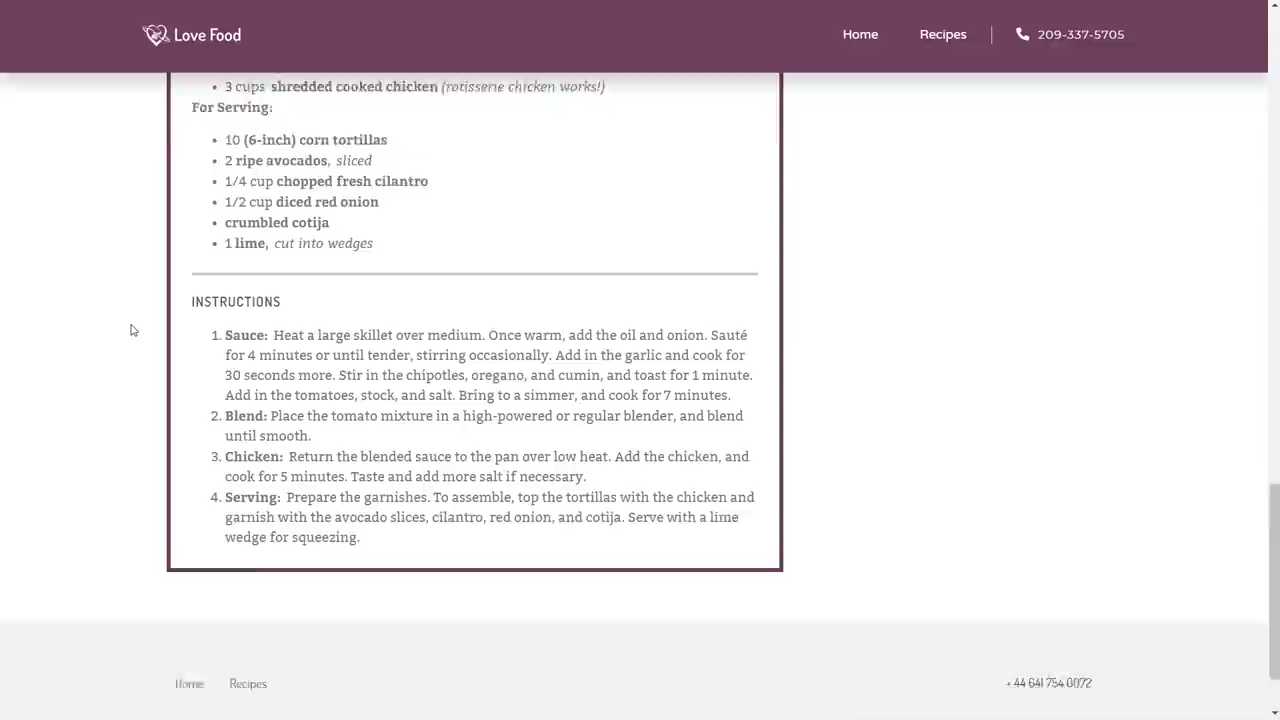 Love Food
Home
Recipes
209-337-5705
3 cups shredded cooked chicken (rotisserie chicken works!)
For Serving:
10 (6-inch) corn tortillas
2 ripe avocados, sliced
1/4 cup chopped fresh cilantro
1/2 cup diced red onion
crumbled cotija
1 lime, cut into wedges
INSTRUCTIONS
1. Sauce: Heat a large skillet over medium. Once warm, add the oil and onion. Sauté
for 4 minutes or until tender, stirring occasionally. Add in the garlic and cook for
30 seconds more. Stir in the chipotles, oregano, and cumin, and toast for 1 minute.
Add in the tomatoes, stock, and salt. Bring to a simmer, and cook for 7 minutes.
2. Blend: Place the tomato mixture in a high-powered or regular blender, and blend
until smooth.
3. Chicken: Return the blended sauce to the pan over low heat. Add the chicken, and
cook for 5 minutes. Taste and add more salt if necessary.
4. Serving: Prepare the garnishes. To assemble, top the tortillas with the chicken and
garnish with the avocado slices, cilantro, red onion, and cotija. Serve with a lime
wedge for squeezing.
Home
Recipes
+ 44 641 754 0072